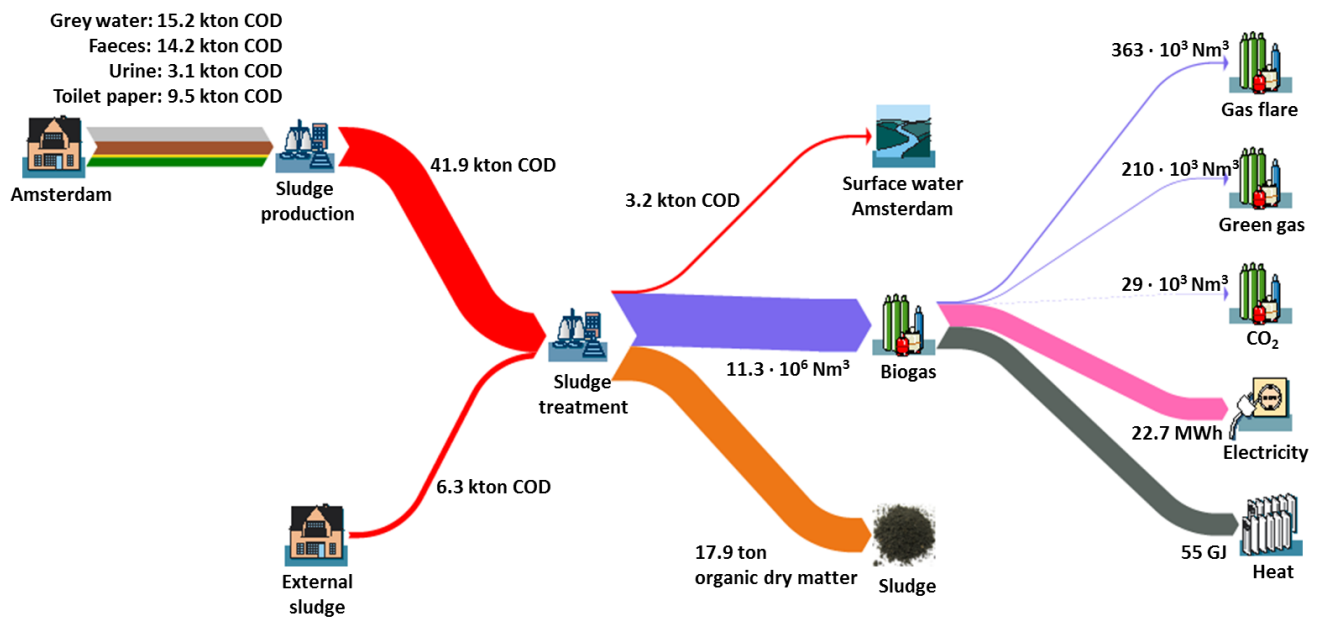 Grey water: 15.2 kton COD
Faeces: 14.2 kton COD
Urine: 3.1 kton COD
Toilet paper: 9.5 kton COD
Amsterdam
Sludge
production
41.9 kton COD
External
sludge
6.3 kton COD
Sludge
treatment
3.2 kton COD
Surface water
Amsterdam
11.3 · 10⁶ Nm³
Biogas
17.9 ton
organic dry matter
Sludge
363 · 10³ Nm³
Gas flare
210 · 10³ Nm³
Green gas
29 · 10³ Nm³
CO₂
22.7 MWh
Electricity
55 GJ
Heat